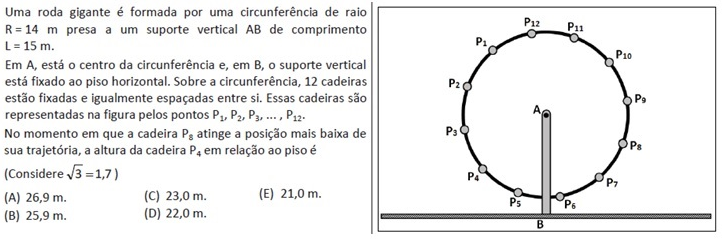 Uma roda gigante é formada por uma circunferência de raio
R = 14 m presa a um suporte vertical AB de comprimento
L = 15 m.
Em A, está o centro da circunferência e, em B, o suporte vertical
está fixado ao piso horizontal. Sobre a circunferência, 12 cadeiras
estão fixadas e igualmente espaçadas entre si. Essas cadeiras são
representadas na figura pelos pontos P₁, P₂, P₃, ... , P₁₂.
No momento em que a cadeira P₈ atinge a posição mais baixa de
sua trajetória, a altura da cadeira P₄ em relação ao piso é
(Considere √3 =1,7 )
(A) 26,9 m. (C) 23,0 m. (E) 21,0 m.
(B) 25,9 m. (D) 22,0 m.
P₁₂
P₁₁
P₁
P₁₀
P₂
P₉
A
P₃
P₈
P₄
P₇
P₅
P₆
B